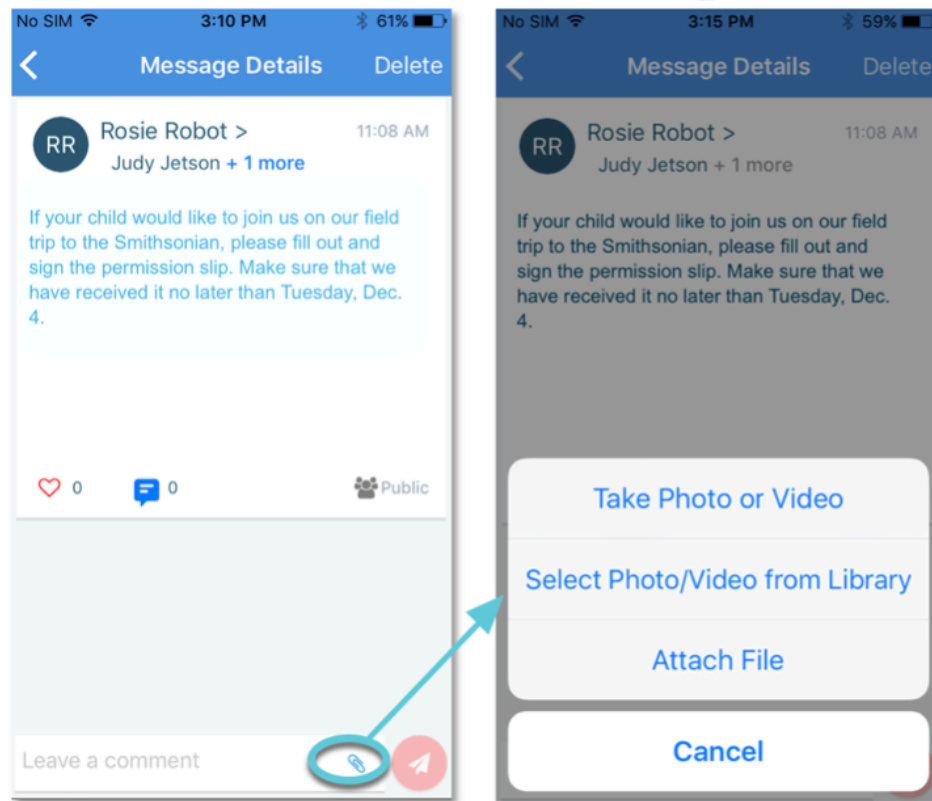 No SIM 3:10 PM 61%
Message Details Delete
RR Rosie Robot > 11:08 AM
Judy Jetson + 1 more
If your child would like to join us on our field
trip to the Smithsonian, please fill out and
sign the permission slip. Make sure that we
have received it no later than Tuesday, Dec.
4.
0 0 Public
Leave a comment
No SIM 3:15 PM 59%
Message Details Delete
RR Rosie Robot > 11:08 AM
Judy Jetson + 1 more
If your child would like to join us on our field
trip to the Smithsonian, please fill out and
sign the permission slip. Make sure that we
have received it no later than Tuesday, Dec.
4.
Take Photo or Video
Select Photo/Video from Library
Attach File
Cancel